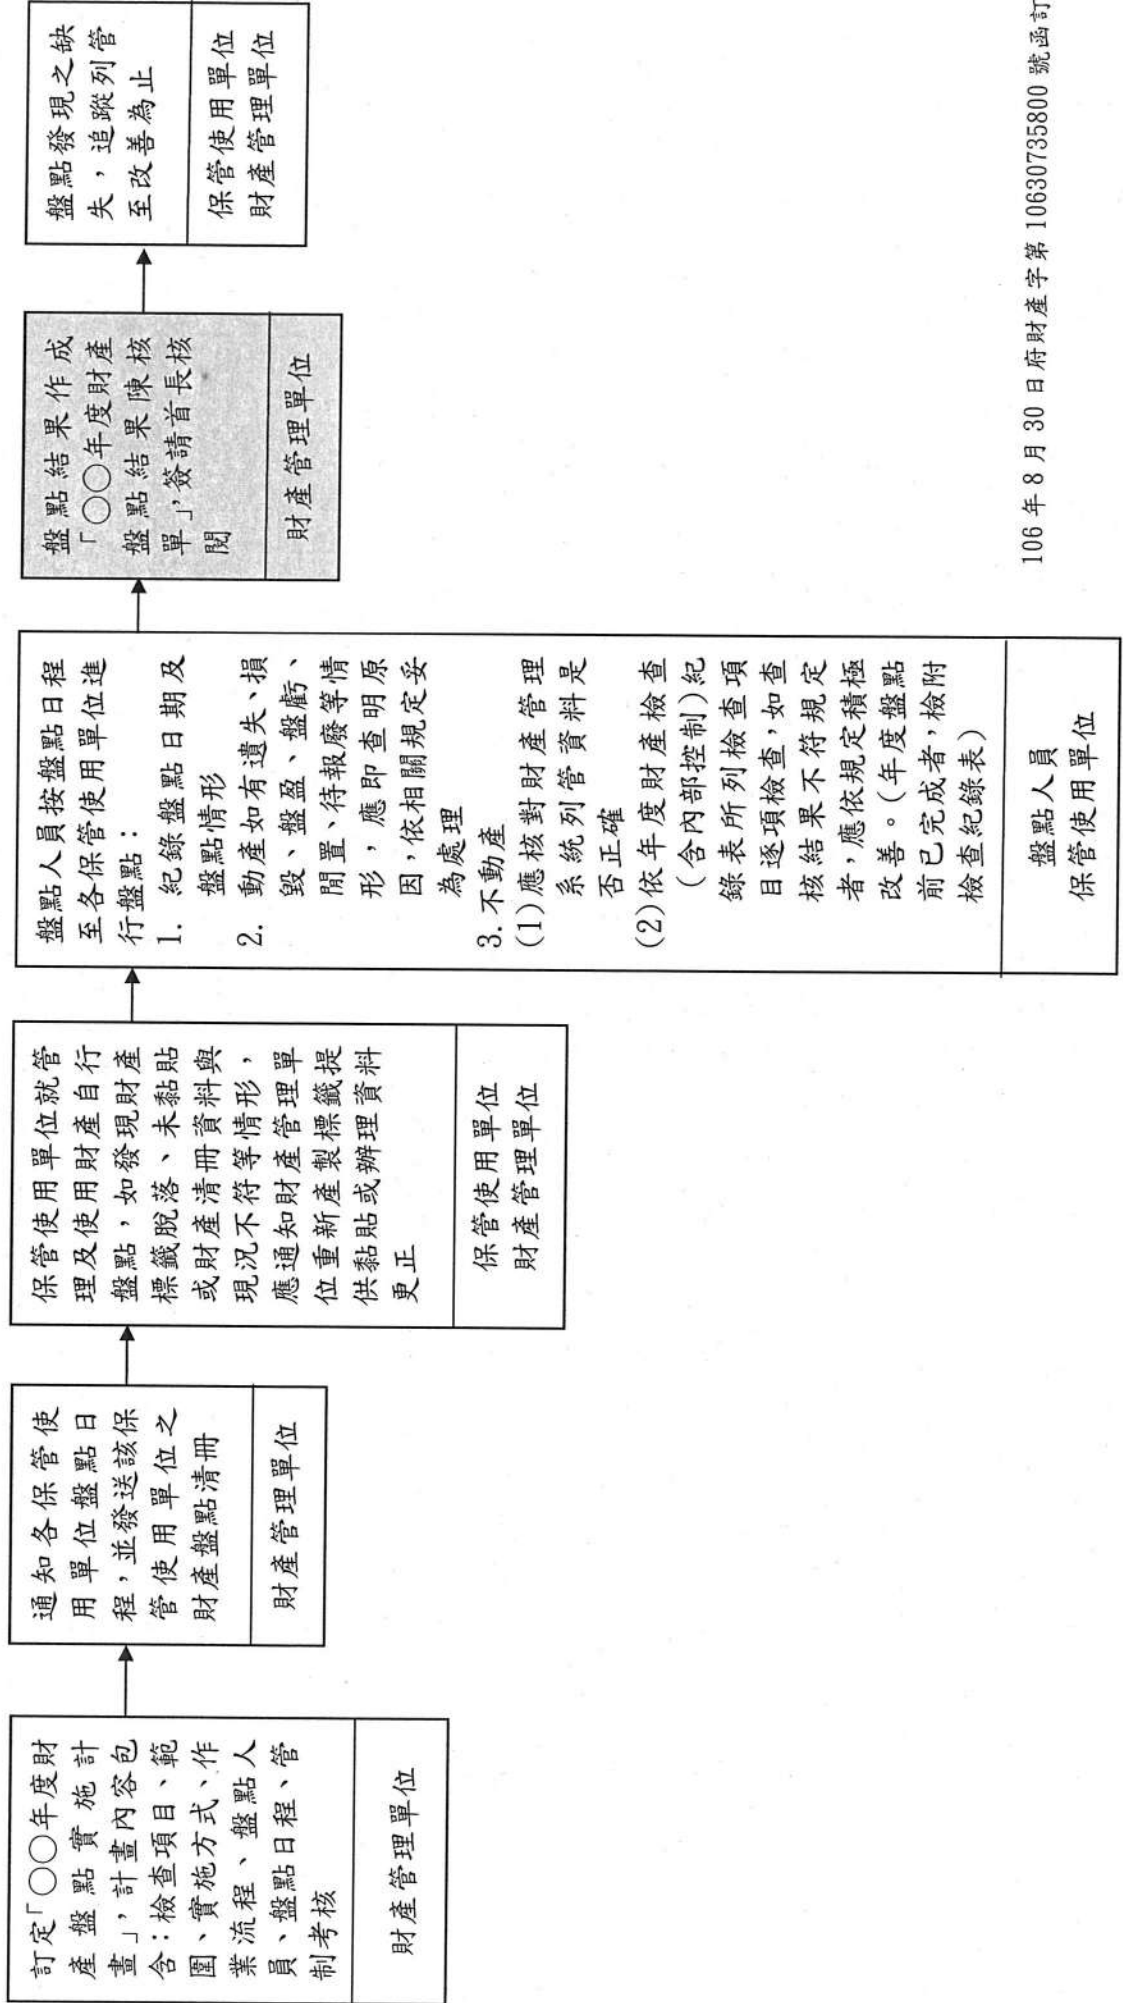 訂定「○○年度財
產盤點實施計
畫」,計畫內容包
含:檢查項目、範
圍、實施方式、作
業流程、盤點人
員、盤點日程、管
制考核
財產管理單位
通知各保管使
用單位盤點日
程,並發送該保
管使用單位之
財產盤點清冊
財產管理單位
保管使用單位就管
理及使用財產自行
盤點,如發現財產
標籤脫落、未黏貼
或財產清冊資料與
現況不符等情形,
應通知財產管理單
位重新產製標籤提
供黏貼或辦理資料
更正
保管使用單位
財產管理單位
盤點人員按盤點日程
至各保管使用單位進
行盤點:
1. 紀錄盤點日期及
盤點情形
2. 動產如有遺失、損
毀、盤盈、盤虧、
閒置、待報廢等情
形,應即查明原
因,依相關規定妥
為處理
3. 不動產
(1)應核對財產管理
系統列管資料是
否正確
(2)依年度財產檢查
(含內部控制)紀
錄表所列檢查項
目逐項檢查,如查
核結果不符規定
者,應依規定積極
改善。(年度盤點
前已完成者,檢附
檢查紀錄表)
盤點人員
保管使用單位
盤點結果作成
「○○年度財產
盤點結果陳核
單」,簽請首長核
閱
財產管理單位
盤點發現之缺
失,追蹤列管
至改善為止
保管使用單位
財產管理單位
106 年 8 月 30 日府財產字第 10630735800 號函訂